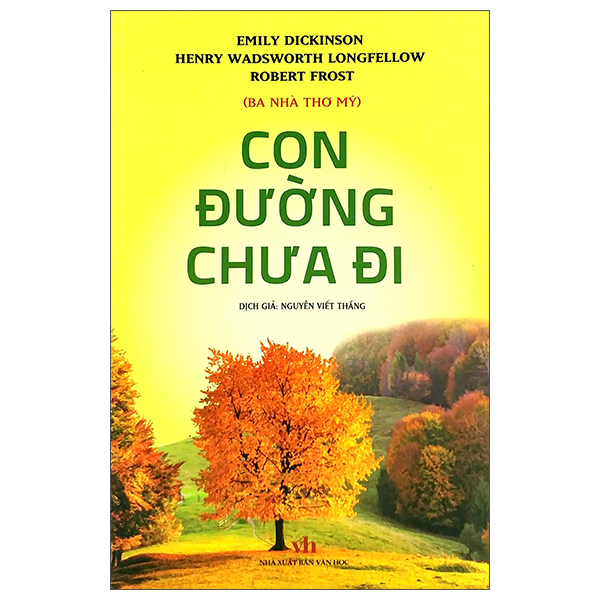 EMILY DICKINSON
HENRY WADSWORTH LONGFELLOW
ROBERT FROST
(BA NHÀ THƠ MỸ)
CON
ĐƯỜNG
CHƯA ĐI
DỊCH GIẢ: NGUYỄN VIẾT THẮNG
vh
NHÀ XUẤT BẢN VĂN HỌC